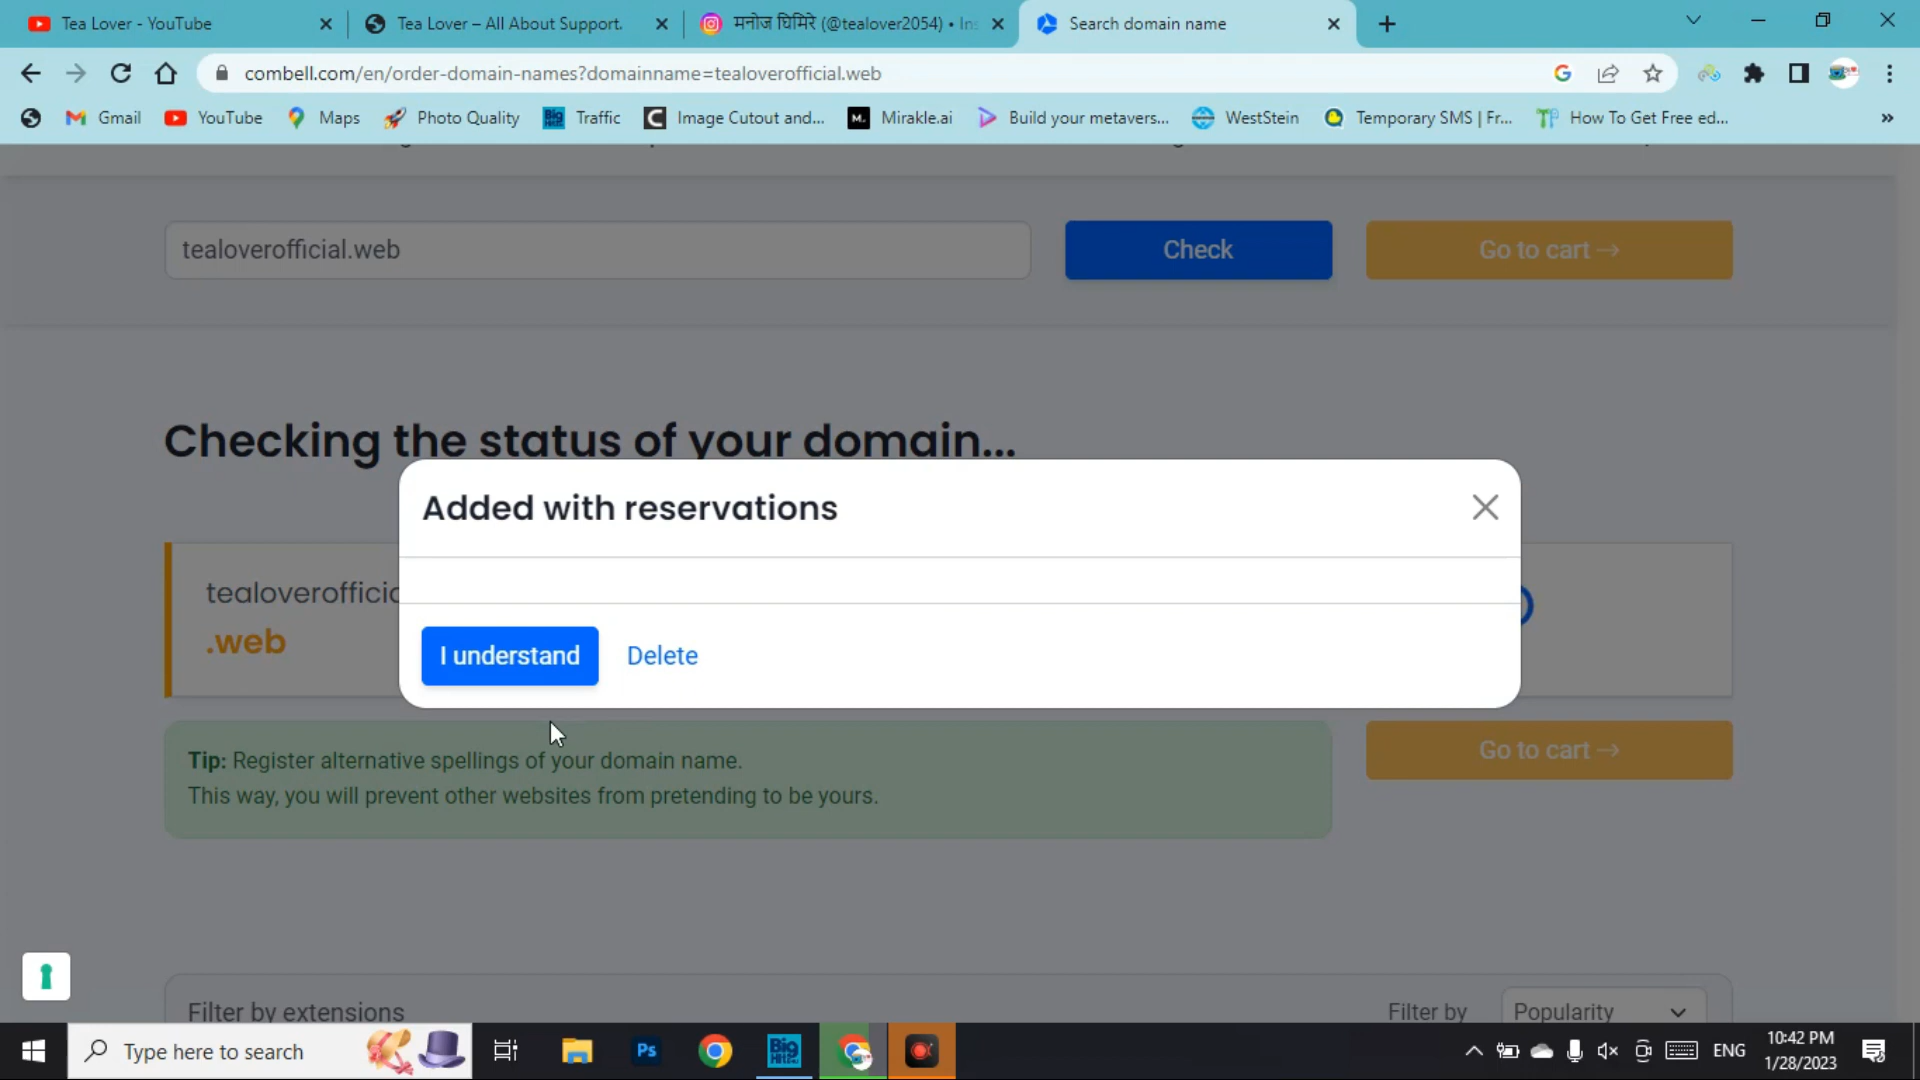 Tea Lover - YouTube
Tea Lover – All About Support.
मनोज घिमिरे (@tealover2054) • Ins
Search domain name
combell.com/en/order-domain-names?domainname=tealoverofficial.web
Gmail
YouTube
Maps
Photo Quality
Traffic
Image Cutout and...
Mirakle.ai
Build your metavers...
WestStein
Temporary SMS | Fr...
How To Get Free ed...
tealoverofficial.web
Check
Go to cart →
Checking the status of your domain...
Added with reservations
tealoverofficia
.web
I understand
Delete
Tip: Register alternative spellings of your domain name.
This way, you will prevent other websites from pretending to be yours.
Go to cart →
Filter by extensions
Filter by
Popularity
Type here to search
Ps
ENG
10:42 PM
1/28/2023